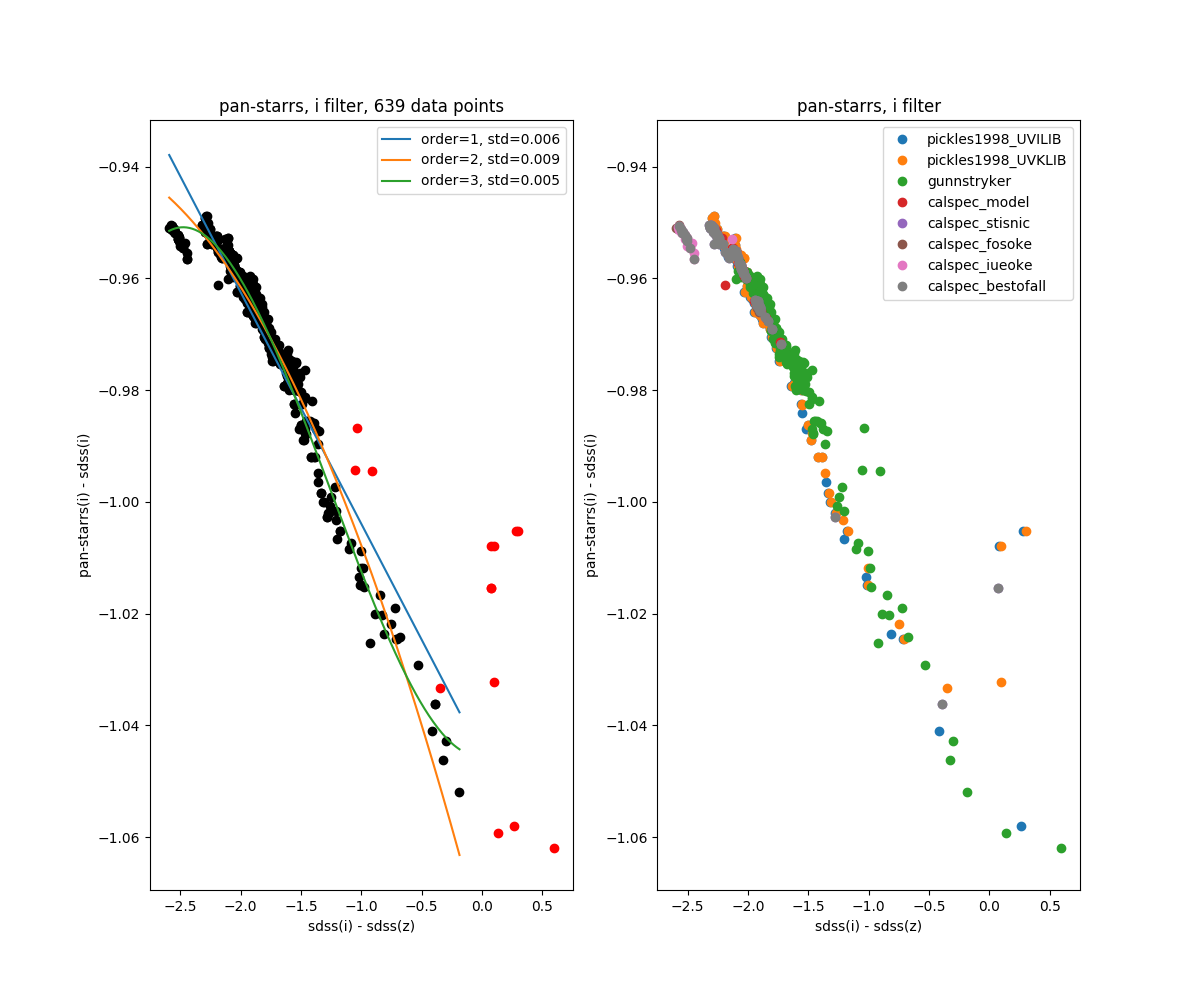 pan-starrs, i filter, 639 data points
order=1, std=0.006
order=2, std=0.009
order=3, std=0.005
−0.94
−0.96
−0.98
−1.00
−1.02
−1.04
−1.06
pan-starrs(i) - sdss(i)
−2.5 −2.0 −1.5 −1.0 −0.5 0.0 0.5
sdss(i) - sdss(z)
pan-starrs, i filter
pickles1998_UVILIB
pickles1998_UVKLIB
gunnstryker
calspec_model
calspec_stisnic
calspec_fosoke
calspec_iueoke
calspec_bestofall
−0.94
−0.96
−0.98
−1.00
−1.02
−1.04
−1.06
pan-starrs(i) - sdss(i)
−2.5 −2.0 −1.5 −1.0 −0.5 0.0 0.5
sdss(i) - sdss(z)